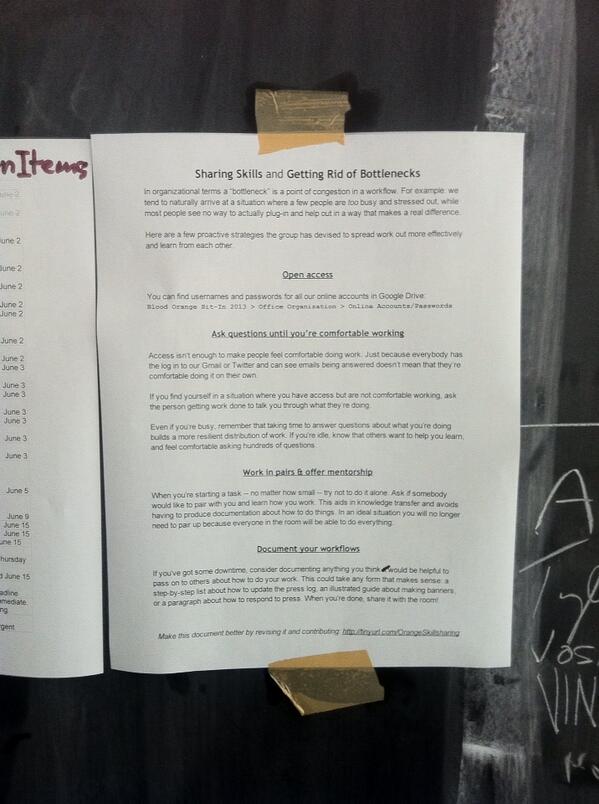 nItems
June 2
June 2
June 2
June 2
June 2
June 2
June 2
June 2
June 2
June 3
June 3
June 3
June 3
June 3
June 3
June 3
June 5
June 9
June 15
June 15
une 15
hursday
d June 15
adline
mediate.
ng.
rgent
Sharing Skills and Getting Rid of Bottlenecks
In organizational terms a "bottleneck" is a point of congestion in a workflow. For example: we
tend to naturally arrive at a situation where a few people are too busy and stressed out, while
most people see no way to actually plug-in and help out in a way that makes a real difference.
Here are a few proactive strategies the group has devised to spread work out more effectively
and learn from each other.
Open access
You can find usernames and passwords for all our online accounts in Google Drive:
Blood Orange Sit-In 2013 > Office Organisation > Online Accounts/Passwords
Ask questions until you're comfortable working
Access isn't enough to make people feel comfortable doing work. Just because everybody has
the log in to our Gmail or Twitter and can see emails being answered doesn't mean that they're
comfortable doing it on their own.
If you find yourself in a situation where you have access but are not comfortable working, ask
the person getting work done to talk you through what they're doing.
Even if you're busy, remember that taking time to answer questions about what you're doing
builds a more resilient distribution of work. If you're idle, know that others want to help you learn,
and feel comfortable asking hundreds of questions.
Work in pairs & offer mentorship
When you're starting a task -- no matter how small -- try not to do it alone. Ask if somebody
would like to pair with you and learn how you work. This aids in knowledge transfer and avoids
having to produce documentation about how to do things. In an ideal situation you will no longer
need to pair up because everyone in the room will be able to do everything.
Document your workflows
If you've got some downtime, consider documenting anything you think would be helpful to
pass on to others about how to do your work. This could take any form that makes sense: a
step-by-step list about how to update the press log, an illustrated guide about making banners,
or a paragraph about how to respond to press. When you're done, share it with the room!
Make this document better by revising it and contributing: http://tinyurl.com/OrangeSkillsharing
A
Tyl
Jos
VIN